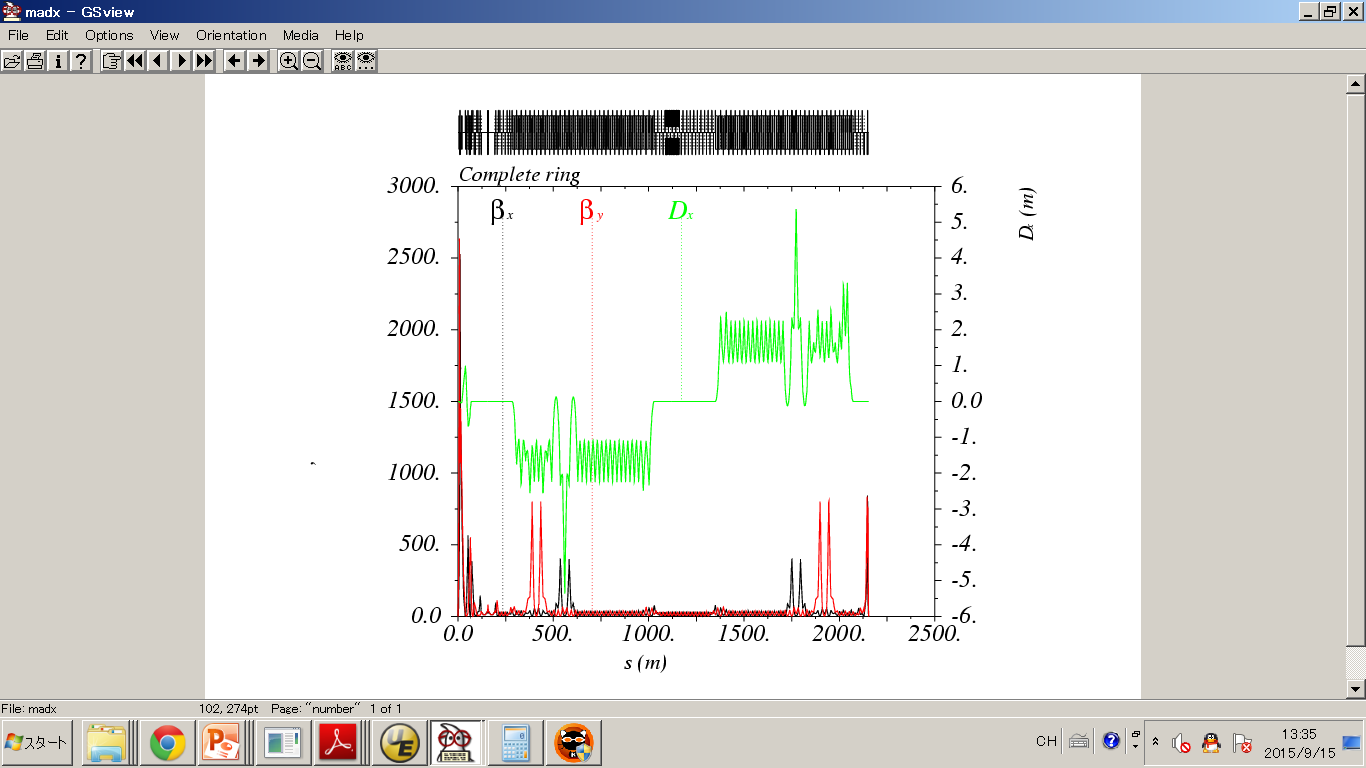 madx - GSview
File Edit Options View Orientation Media Help
ABC
Complete ring
3000. 6.
βx βy Dx
Dx (m)
5.
2500. 4.
3.
2000. 2.
1.
1500. 0.0
-1.
1000. -2.
-3.
500. -4.
-5.
0.0 -6.
0.0 500. 1000. 1500. 2000. 2500.
s (m)
File: madx 102, 274pt Page: "number" 1 of 1
スタート UE CH 13:35
2015/9/15